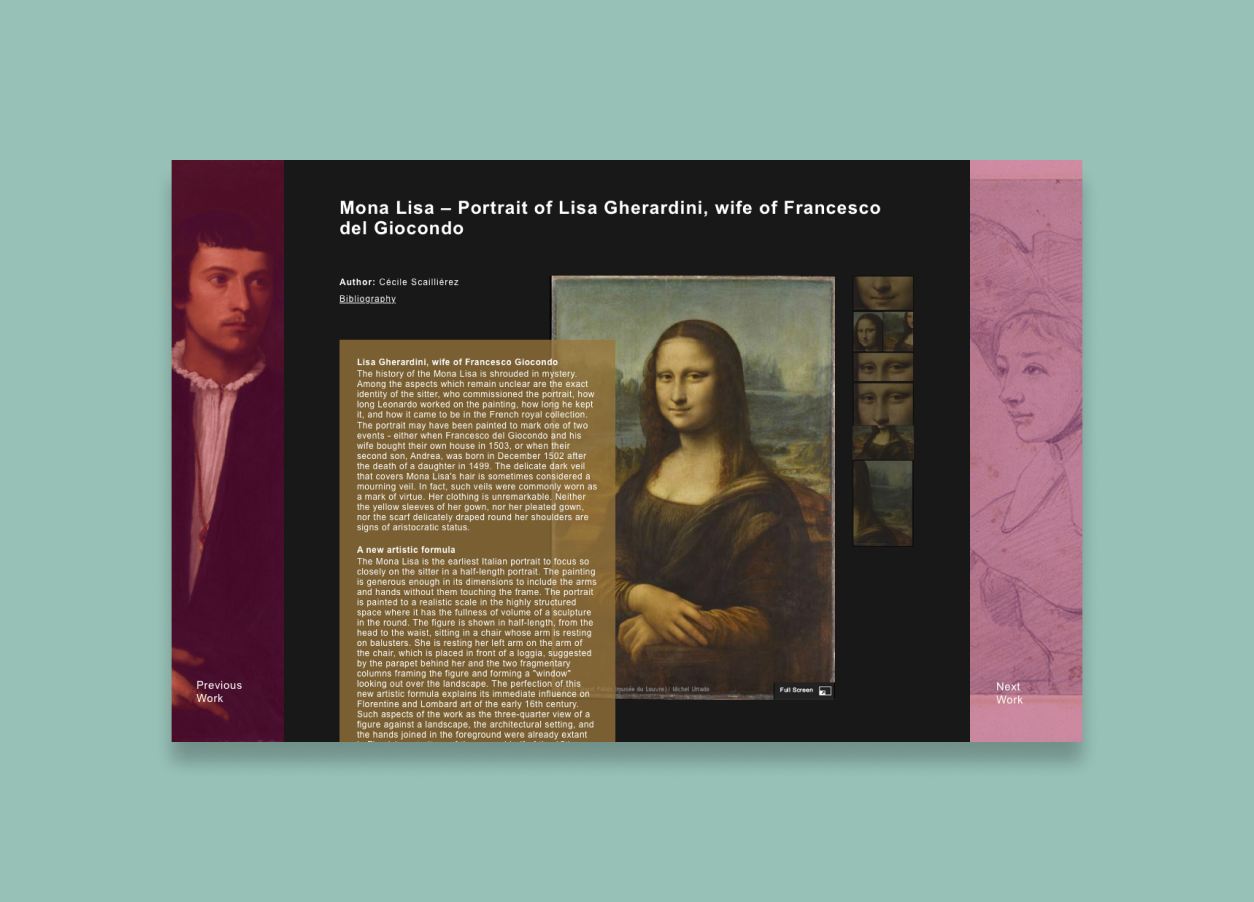 Mona Lisa – Portrait of Lisa Gherardini, wife of Francesco
del Giocondo
Author: Cécile Scailliérez
Bibliography
Lisa Gherardini, wife of Francesco Giocondo
The history of the Mona Lisa is shrouded in mystery.
Among the aspects which remain unclear are the exact
identity of the sitter, who commissioned the portrait, how
long Leonardo worked on the painting, how long he kept
it, and how it came to be in the French royal collection.
The portrait may have been painted to mark one of two
events - either when Francesco del Giocondo and his
wife bought their own house in 1503, or when their
second son, Andrea, was born in December 1502 after
the death of a daughter in 1499. The delicate dark veil
that covers Mona Lisa's hair is sometimes considered a
mourning veil. In fact, such veils were commonly worn as
a mark of virtue. Her clothing is unremarkable. Neither
the yellow sleeves of her gown, nor her pleated gown,
nor the scarf delicately draped round her shoulders are
signs of aristocratic status.
A new artistic formula
The Mona Lisa is the earliest Italian portrait to focus so
closely on the sitter in a half-length portrait. The painting
is generous enough in its dimensions to include the arms
and hands without them touching the frame. The portrait
is painted to a realistic scale in the highly structured
space where it has the fullness of volume of a sculpture
in the round. The figure is shown in half-length, from the
head to the waist, sitting in a chair whose arm is resting
on balusters. She is resting her left arm on the arm of
the chair, which is placed in front of a loggia, suggested
by the parapet behind her and the two fragmentary
columns framing the figure and forming a "window"
looking out over the landscape. The perfection of this
new artistic formula explains its immediate influence on
Florentine and Lombard art of the early 16th century.
Such aspects of the work as the three-quarter view of a
figure against a landscape, the architectural setting, and
the hands joined in the foreground were already extant
(musée du Louvre) / Michel Urtado
Full Screen
Previous
Work
Next
Work